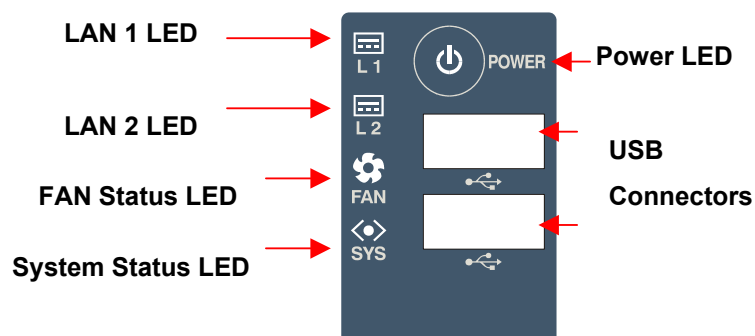 LAN 1 LED
L 1
POWER
Power LED
LAN 2 LED
L 2
USB
Connectors
FAN Status LED
FAN
System Status LED
SYS